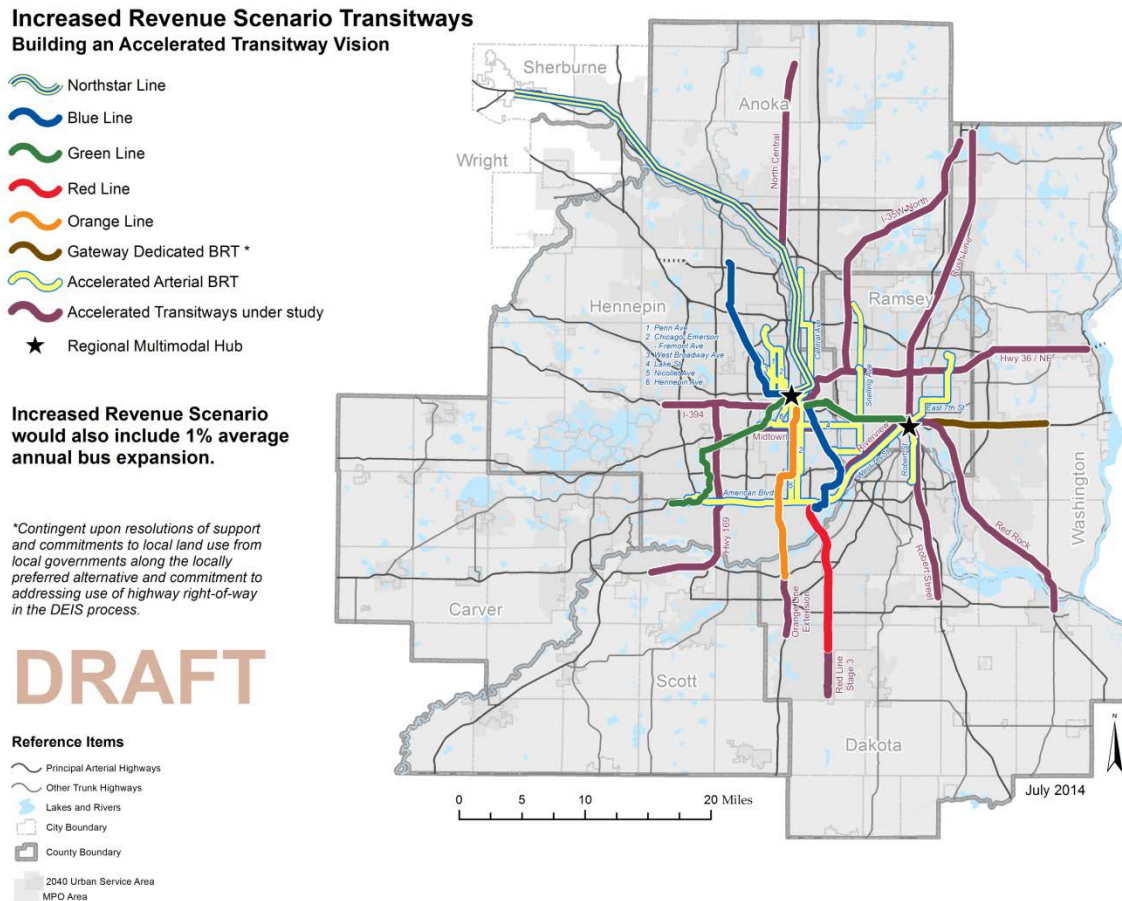 Increased Revenue Scenario Transitways
Building an Accelerated Transitway Vision
Northstar Line
Blue Line
Green Line
Red Line
Orange Line
Gateway Dedicated BRT *
Accelerated Arterial BRT
Accelerated Transitways under study
Regional Multimodal Hub
Increased Revenue Scenario
would also include 1% average
annual bus expansion.
*Contingent upon resolutions of support
and commitments to local land use from
local governments along the locally
preferred alternative and commitment to
addressing use of highway right-of-way
in the DEIS process.
DRAFT
Reference Items
Principal Arterial Highways
Other Trunk Highways
Lakes and Rivers
City Boundary
County Boundary
2040 Urban Service Area
MPO Area
Sherburne
Anoka
Wright
North Central
I-35W North
Rush Line
Hennepin
Ramsey
1 Penn Ave
2 Chicago, Emerson
- Fremont Ave
3 West Broadway Ave
4 Lake St
5 Nicollet Ave
6 Hennepin Ave
Central Ave
Snelling Ave
Hwy 36 / NE
1
2
I-394
East 7th St
Midtown
4
Riverview
Robert St
2
5
American Blvd
Washington
Hwy 169
Red Rock
Robert Street
Carver
Orange Line
Extension
Scott
Red Line
Stage 3
Dakota
N
July 2014
0 5 10 20 Miles